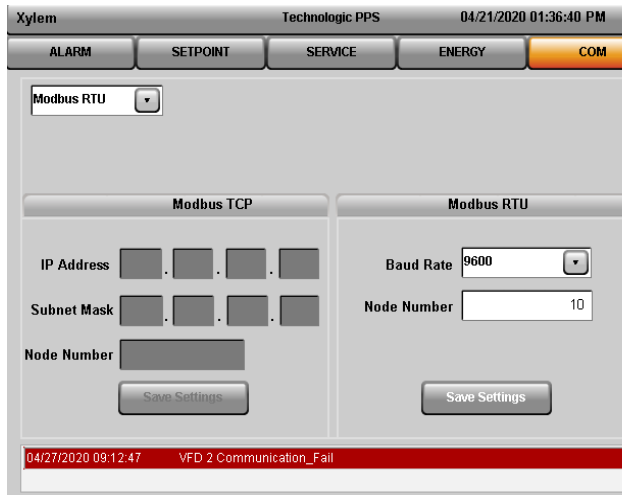 Xylem Technologic PPS 04/21/2020 01:36:40 PM
ALARM SETPOINT SERVICE ENERGY COM
Modbus RTU
Modbus TCP Modbus RTU
IP Address . . . Baud Rate 9600
Subnet Mask . . . Node Number 10
Node Number
Save Settings Save Settings
04/27/2020 09:12:47 VFD 2 Communication_Fail